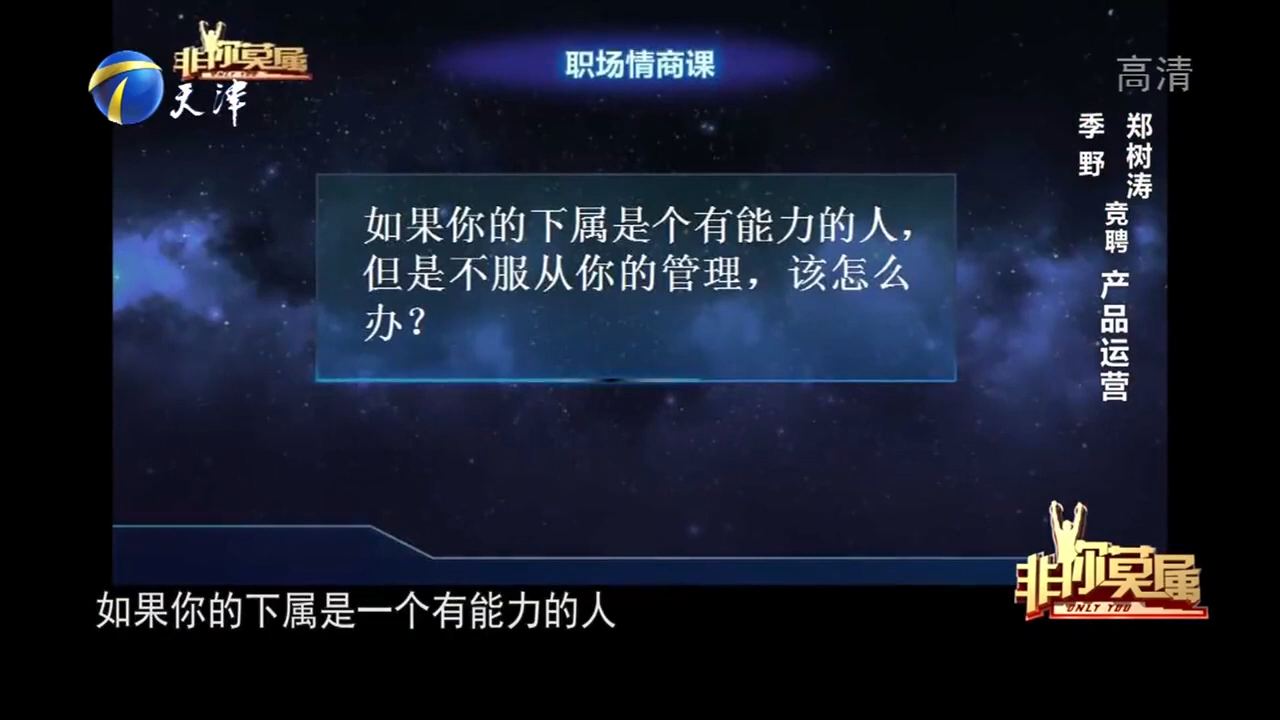 非你莫属
ONLY YOU
天津
职场情商课
高清
郑树涛
季野
竞聘
产品运营
如果你的下属是个有能力的人，
但是不服从你的管理，该怎么
办？
非你莫属
ONLY YOU
如果你的下属是一个有能力的人